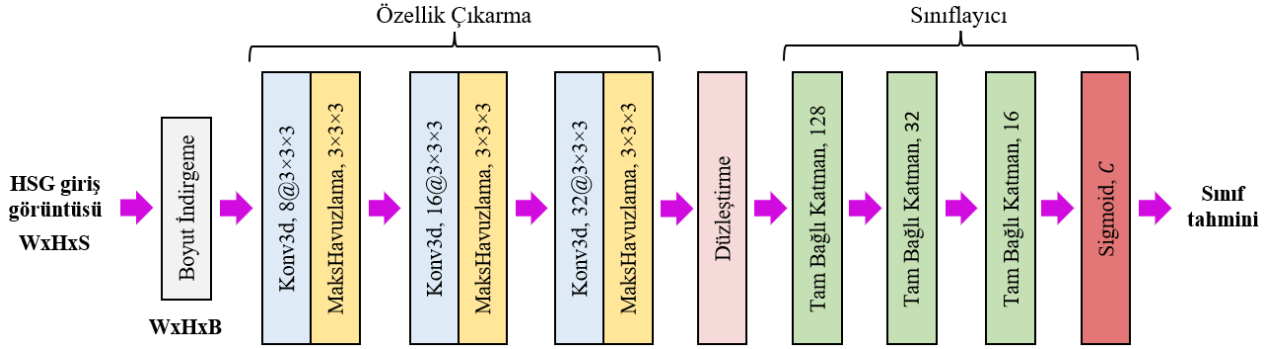 Özellik Çıkarma
Sınıflayıcı
HSG giriş
görüntüsü
WxHxS
Boyut İndirgeme
WxHxB
Konv3d, 8@3×3×3
MaksHavuzlama, 3×3×3
Konv3d, 16@3×3×3
MaksHavuzlama, 3×3×3
Konv3d, 32@3×3×3
MaksHavuzlama, 3×3×3
Düzleştirme
Tam Bağlı Katman, 128
Tam Bağlı Katman, 32
Tam Bağlı Katman, 16
Sigmoid, C
Sınıf
tahmini